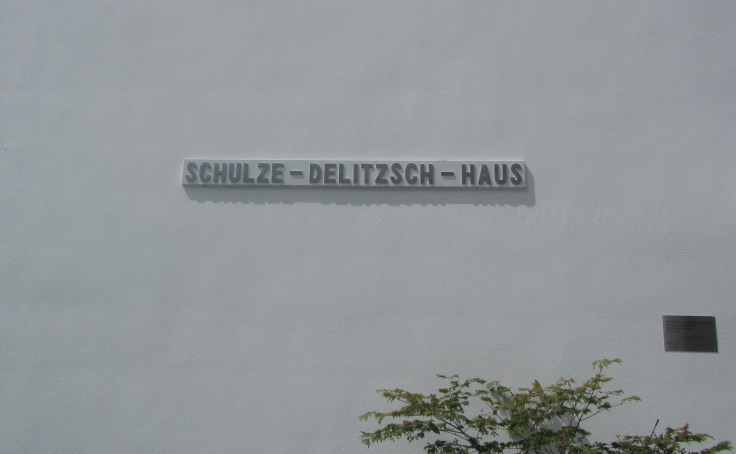 SCHULZE – DELITZSCH – HAUS